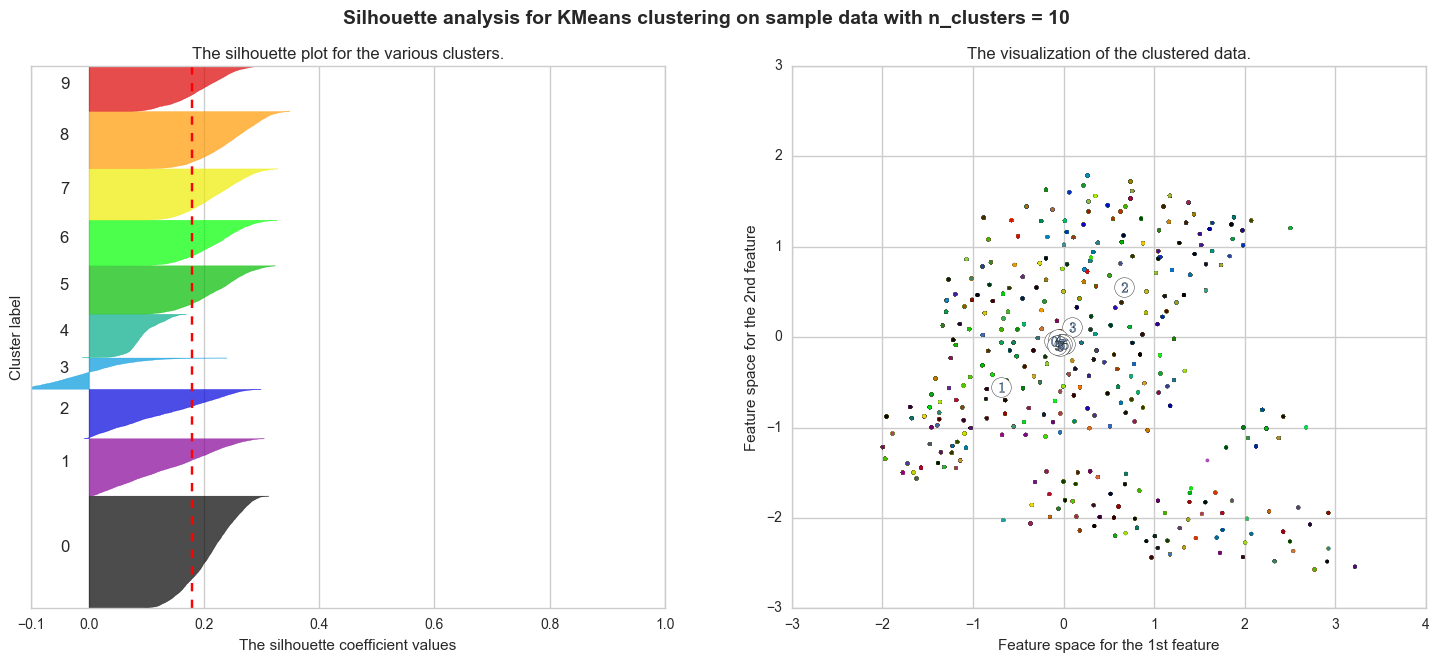 Silhouette analysis for KMeans clustering on sample data with n_clusters = 10
The silhouette plot for the various clusters.
Cluster label
9
8
7
6
5
4
3
2
1
0
−0.1 0.0 0.2 0.4 0.6 0.8 1.0
The silhouette coefficient values
The visualization of the clustered data.
Feature space for the 2nd feature
3
2
1
0
−1
−2
−3
2
3
1
−3 −2 −1 0 1 2 3 4
Feature space for the 1st feature